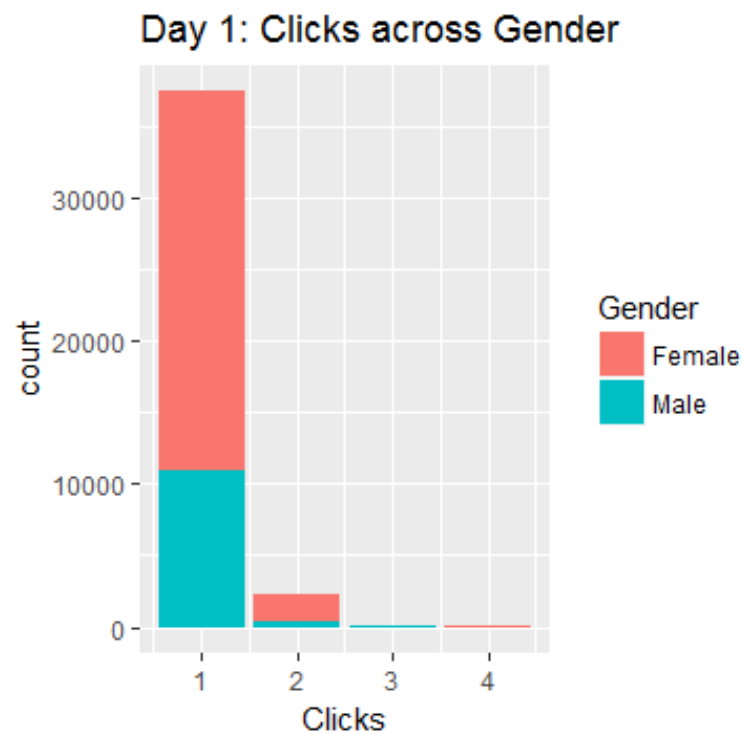 Day 1: Clicks across Gender
30000
20000
10000
0
count
1 2 3 4
Clicks
Gender
Female
Male